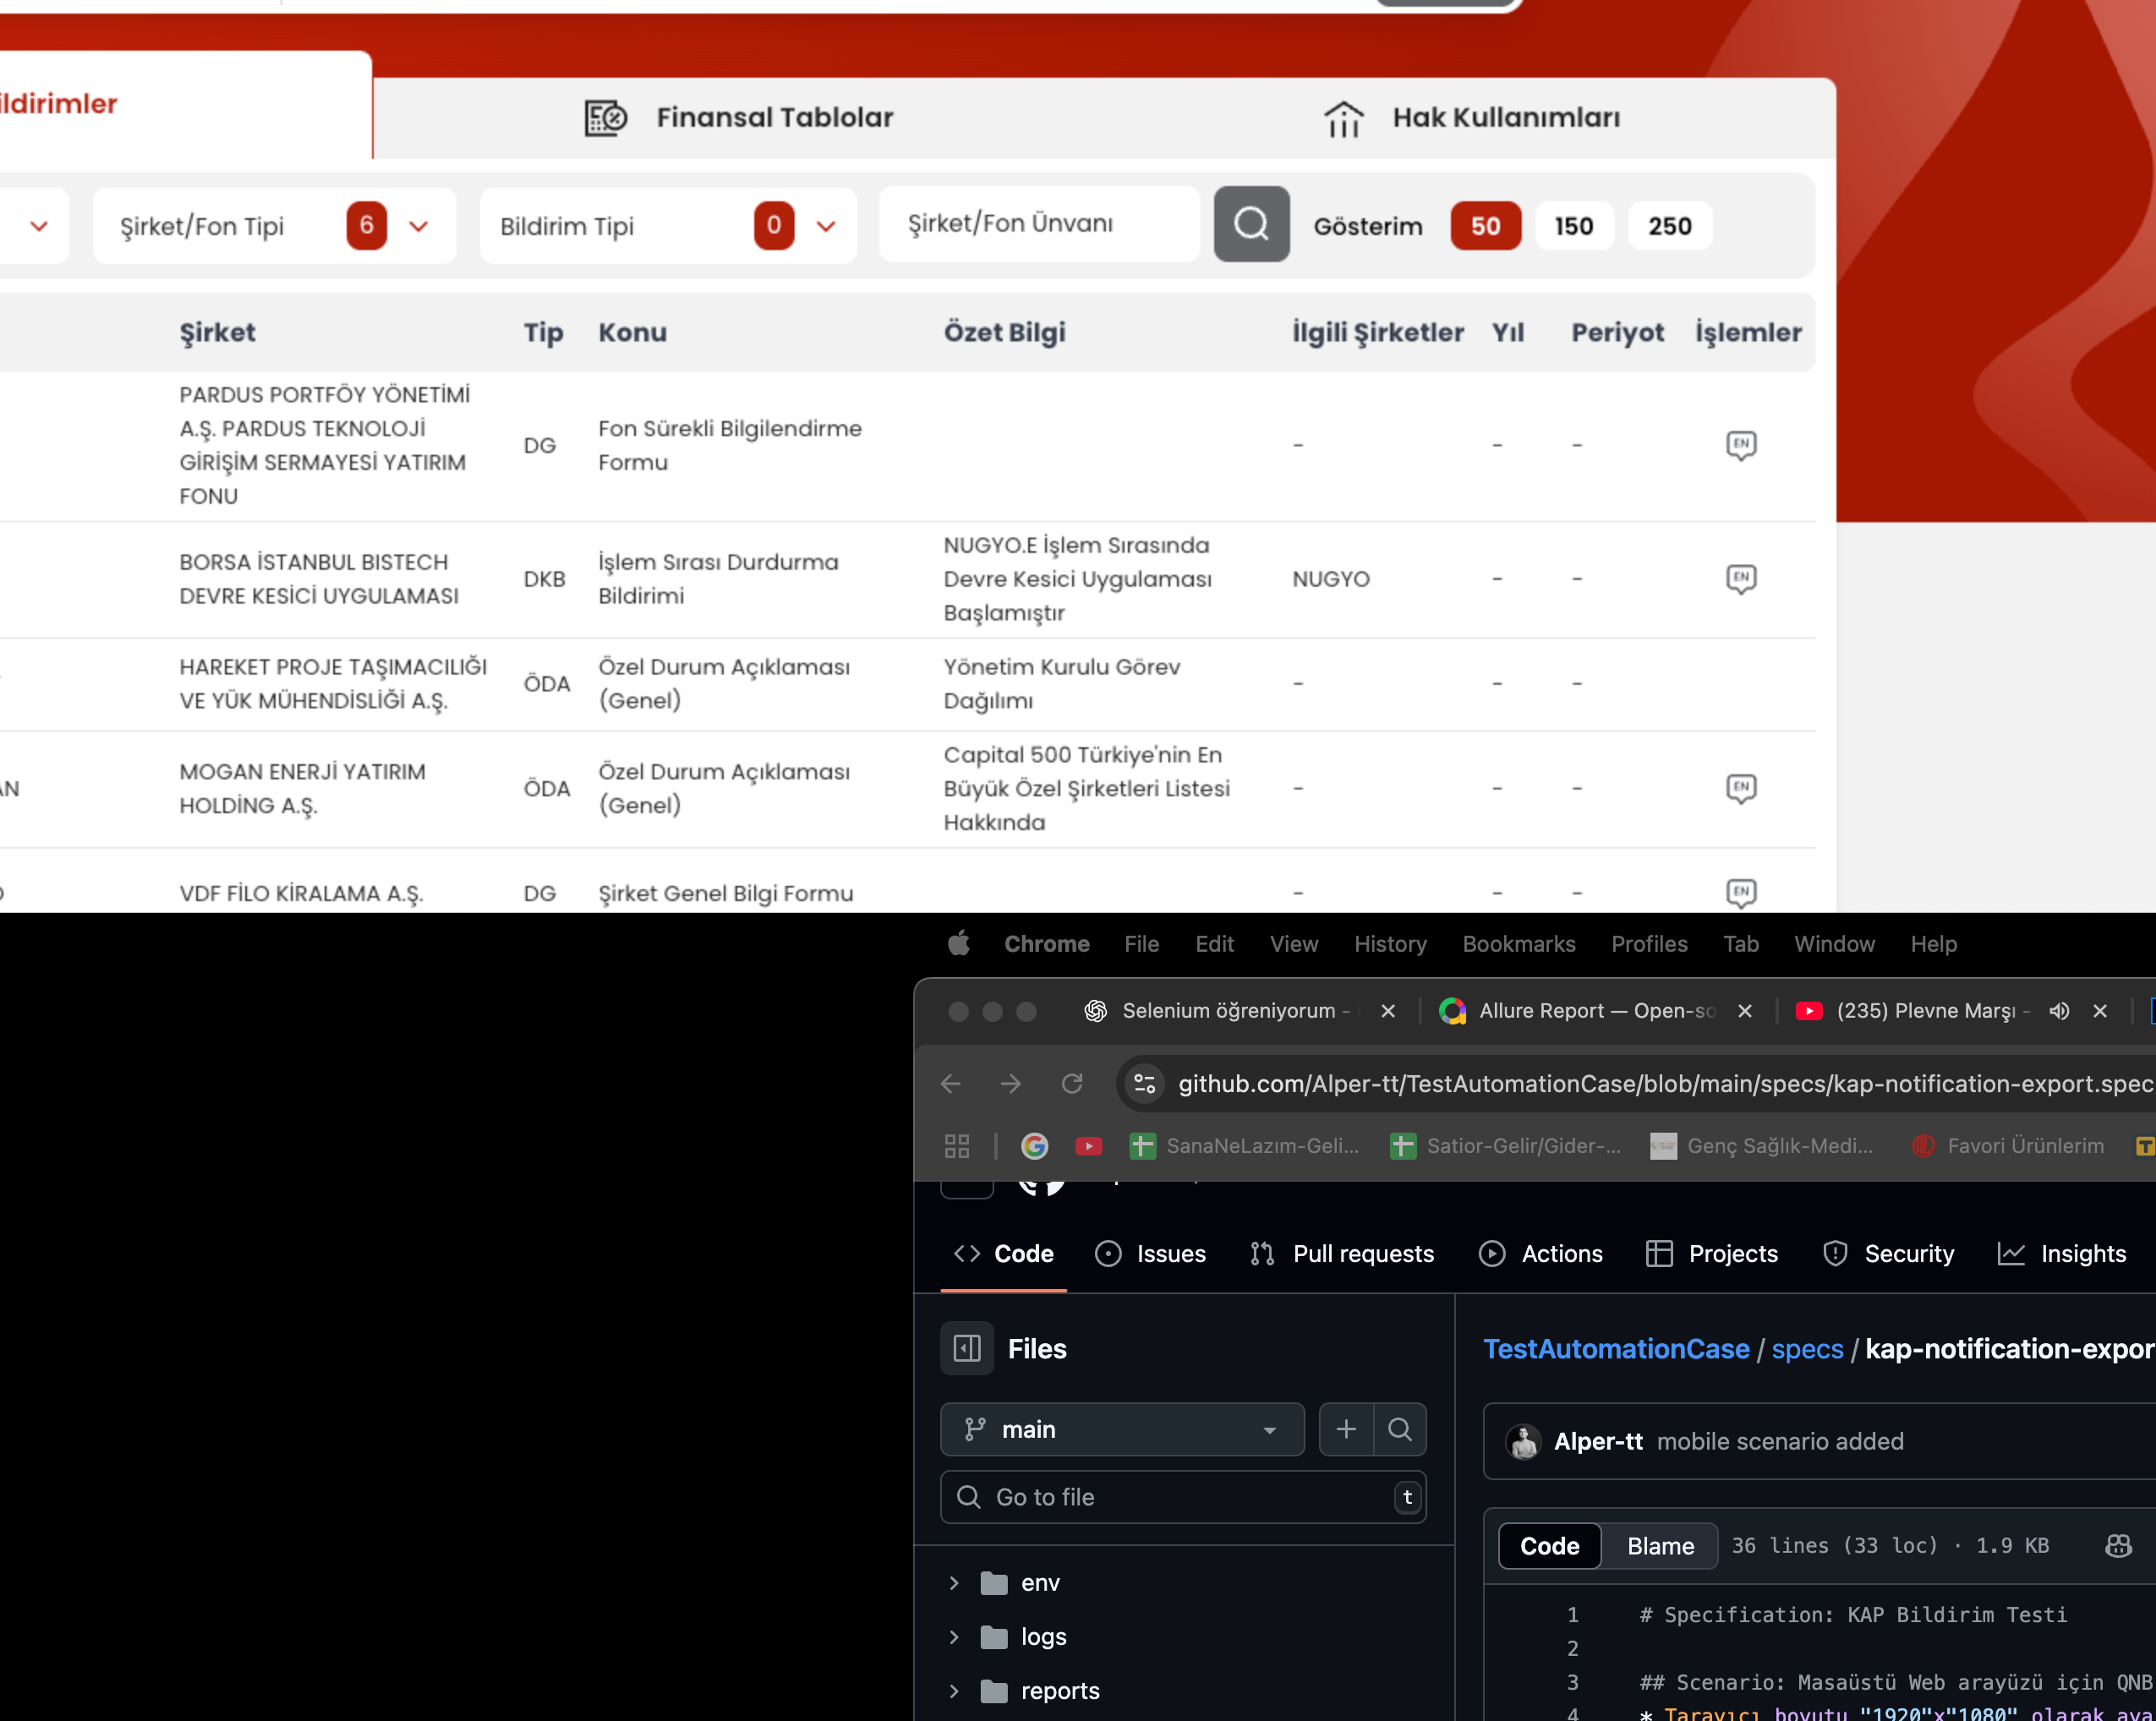 ildirimler
Finansal Tablolar
Hak Kullanımları
Şirket/Fon Tipi 6
Bildirim Tipi 0
Şirket/Fon Ünvanı
Gösterim 50 150 250
Şirket Tip Konu Özet Bilgi İlgili Şirketler Yıl Periyot İşlemler
PARDUS PORTFÖY YÖNETİMİ
A.Ş. PARDUS TEKNOLOJİ
GİRİŞİM SERMAYESİ YATIRIM
FONU
DG
Fon Sürekli Bilgilendirme
Formu
- - - EN
BORSA İSTANBUL BISTECH
DEVRE KESİCİ UYGULAMASI
DKB
İşlem Sırası Durdurma
Bildirimi
NUGYO.E İşlem Sırasında
Devre Kesici Uygulaması
Başlamıştır
NUGYO - - EN
HAREKET PROJE TAŞIMACILIĞI
VE YÜK MÜHENDİSLİĞİ A.Ş.
ÖDA
Özel Durum Açıklaması
(Genel)
Yönetim Kurulu Görev
Dağılımı
- - -
AN
MOGAN ENERJİ YATIRIM
HOLDİNG A.Ş.
ÖDA
Özel Durum Açıklaması
(Genel)
Capital 500 Türkiye'nin En
Büyük Özel Şirketleri Listesi
Hakkında
- - - EN
VDF FİLO KİRALAMA A.Ş. DG Şirket Genel Bilgi Formu - - - EN
Chrome File Edit View History Bookmarks Profiles Tab Window Help
Selenium öğreniyorum -
Allure Report — Open-so
(235) Plevne Marşı -
github.com/Alper-tt/TestAutomationCase/blob/main/specs/kap-notification-export.spec
SanaNeLazım-Geli... Satior-Gelir/Gider-... Genç Sağlık-Medi... Favori Ürünlerim
Code Issues Pull requests Actions Projects Security Insights
Files
main
Go to file t
env
logs
reports
TestAutomationCase / specs / kap-notification-expor
Alper-tt mobile scenario added
Code Blame 36 lines (33 loc) · 1.9 KB
1 # Specification: KAP Bildirim Testi
2
3 ## Scenario: Masaüstü Web arayüzü için QNB
4 * Tarayıcı boyutu "1920"x"1080" olarak aya